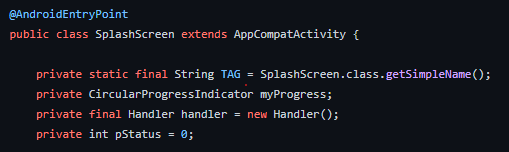 @AndroidEntryPoint
public class SplashScreen extends AppCompatActivity {
private static final String TAG = SplashScreen.class.getSimpleName();
private CircularProgressIndicator myProgress;
private final Handler handler = new Handler();
private int pStatus = 0;